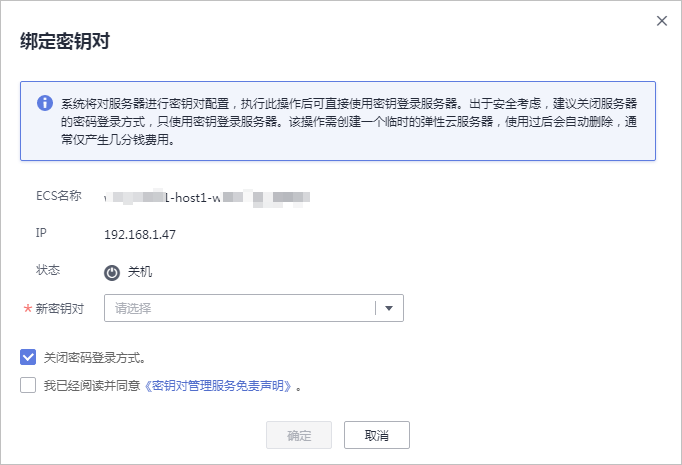 绑定密钥对
系统将对服务器进行密钥对配置，执行此操作后可直接使用密钥登录服务器。出于安全考虑，建议关闭服务器
的密码登录方式，只使用密钥登录服务器。该操作需创建一个临时的弹性云服务器，使用过后会自动删除，通
常仅产生几分钱费用。
ECS名称 1-host1-w
IP 192.168.1.47
状态 关机
* 新密钥对 请选择
关闭密码登录方式。
我已经阅读并同意《密钥对管理服务免责声明》。
确定 取消